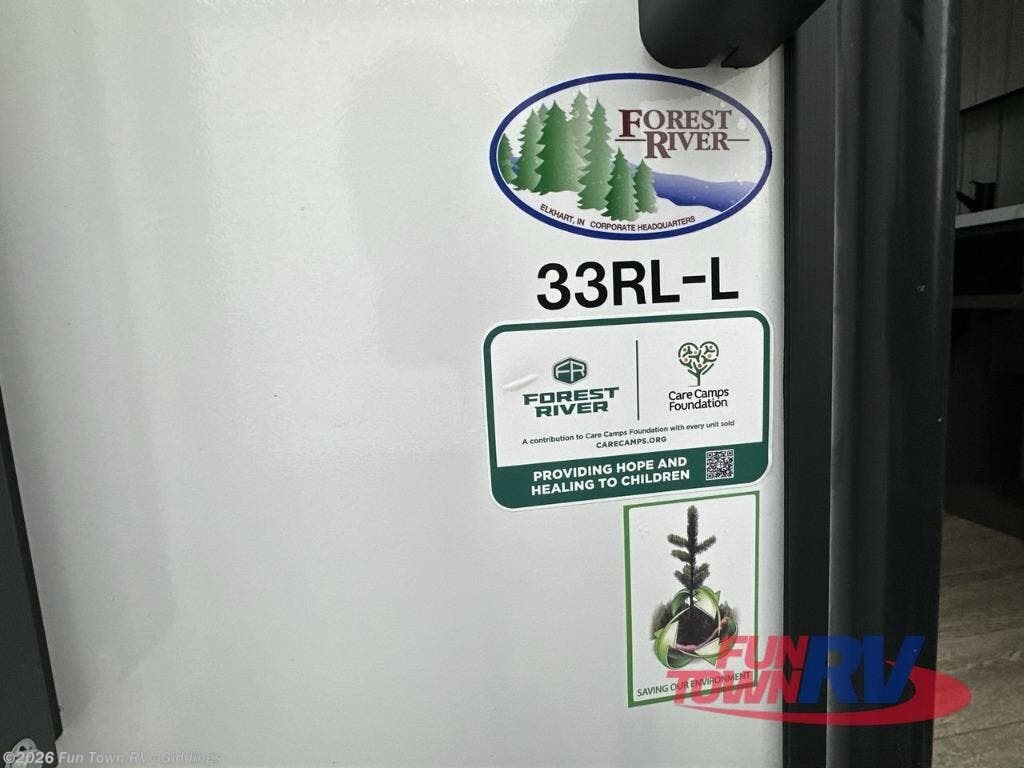 FOREST
RIVER
ELKHART, IN CORPORATE HEADQUARTERS
33RL-L
FR
FOREST
RIVER
Care Camps
Foundation
A contribution to Care Camps Foundation with every unit sold
CARECAMPS.ORG
PROVIDING HOPE AND
HEALING TO CHILDREN
SAVING OUR ENVIRONMENT
FUN
TOWN RV
©2026 Fun Town RV - Giddings